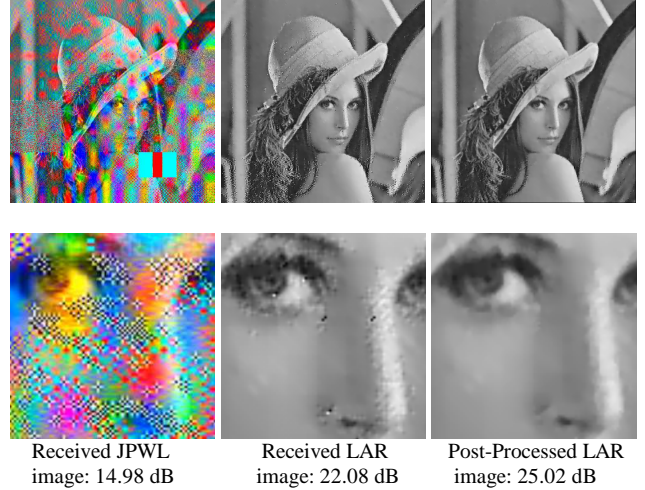 Received JPWL
image: 14.98 dB
Received LAR
image: 22.08 dB
Post-Processed LAR
image: 25.02 dB